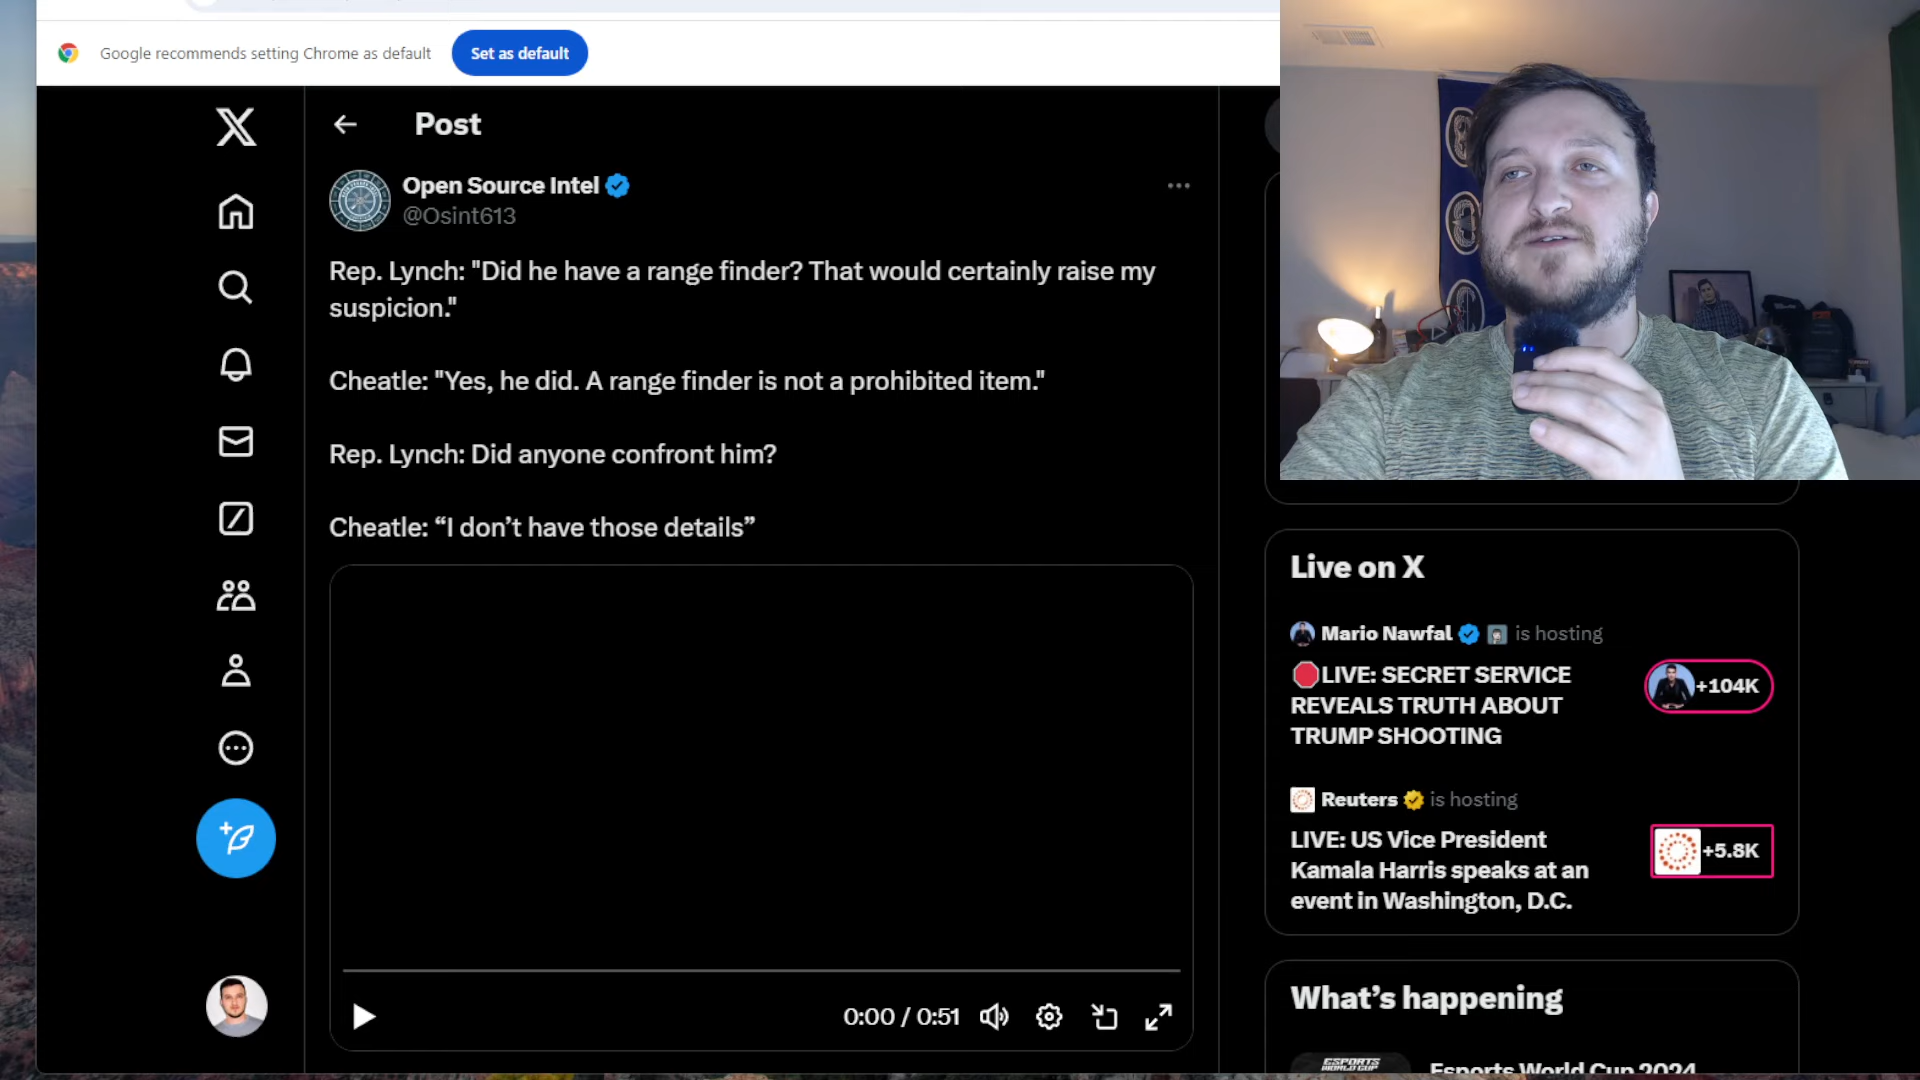 Google recommends setting Chrome as default
Set as default
Post
Open Source Intel
@Osint613
Rep. Lynch: "Did he have a range finder? That would certainly raise my
suspicion."
Cheatle: "Yes, he did. A range finder is not a prohibited item."
Rep. Lynch: Did anyone confront him?
Cheatle: “I don’t have those details”
0:00 / 0:51
Live on X
Mario Nawfal is hosting
LIVE: SECRET SERVICE
REVEALS TRUTH ABOUT
TRUMP SHOOTING
+104K
Reuters is hosting
LIVE: US Vice President
Kamala Harris speaks at an
event in Washington, D.C.
+5.8K
What’s happening
ESPORTS
WORLD CUP
Esports World Cup 2024